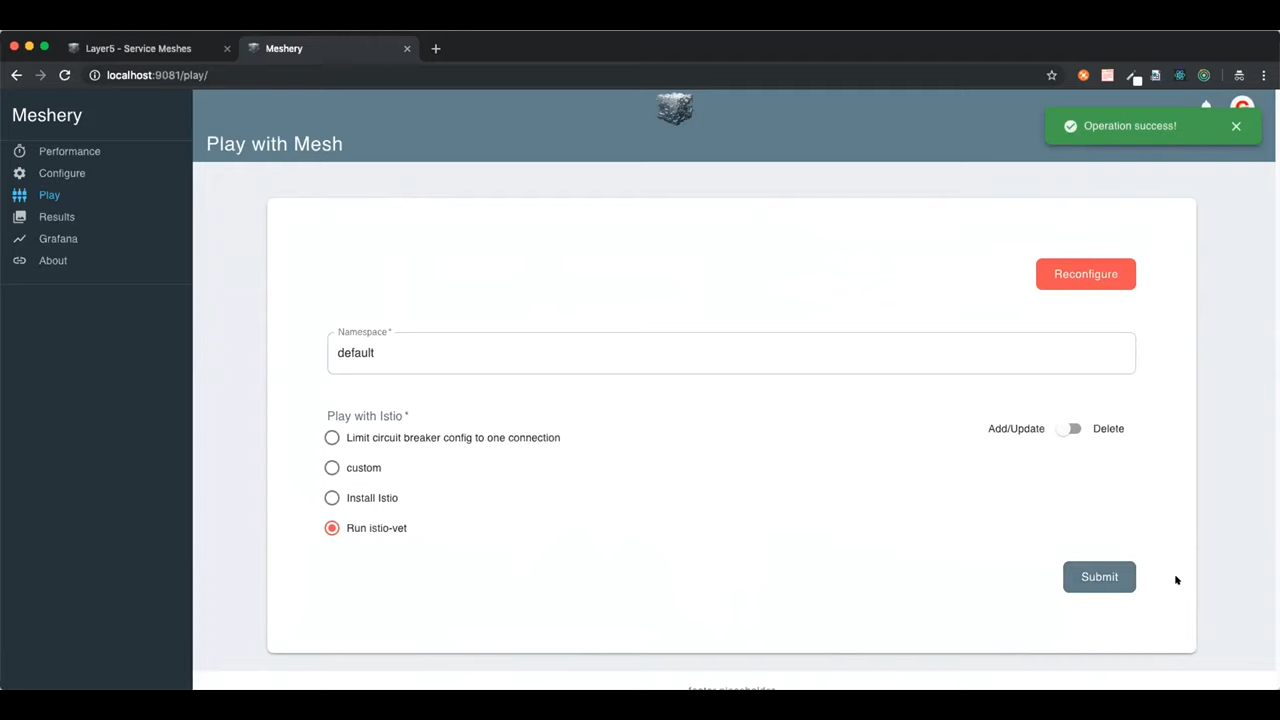 Layer5 - Service Meshes
Meshery
localhost:9081/play/
Meshery
Play with Mesh
Operation success!
Performance
Configure
Play
Results
Grafana
About
Reconfigure
Namespace *
default
Play with Istio *
Limit circuit breaker config to one connection
Add/Update
Delete
custom
Install Istio
Run istio-vet
Submit
footer placeholder